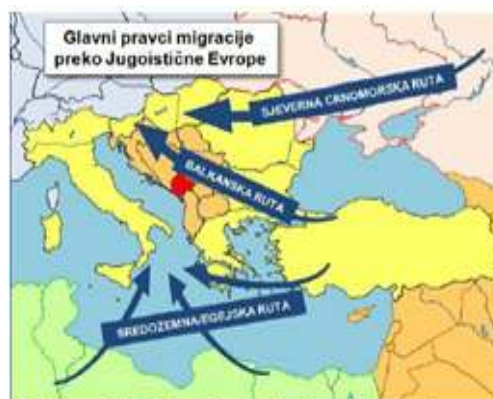 Glavni pravci migracije
preko Jugoistične Evrope
SJEVERNA CRNOMORSKA RUTA
BALKANSKA RUTA
SREDOZEMNA/EGEJSKA RUTA